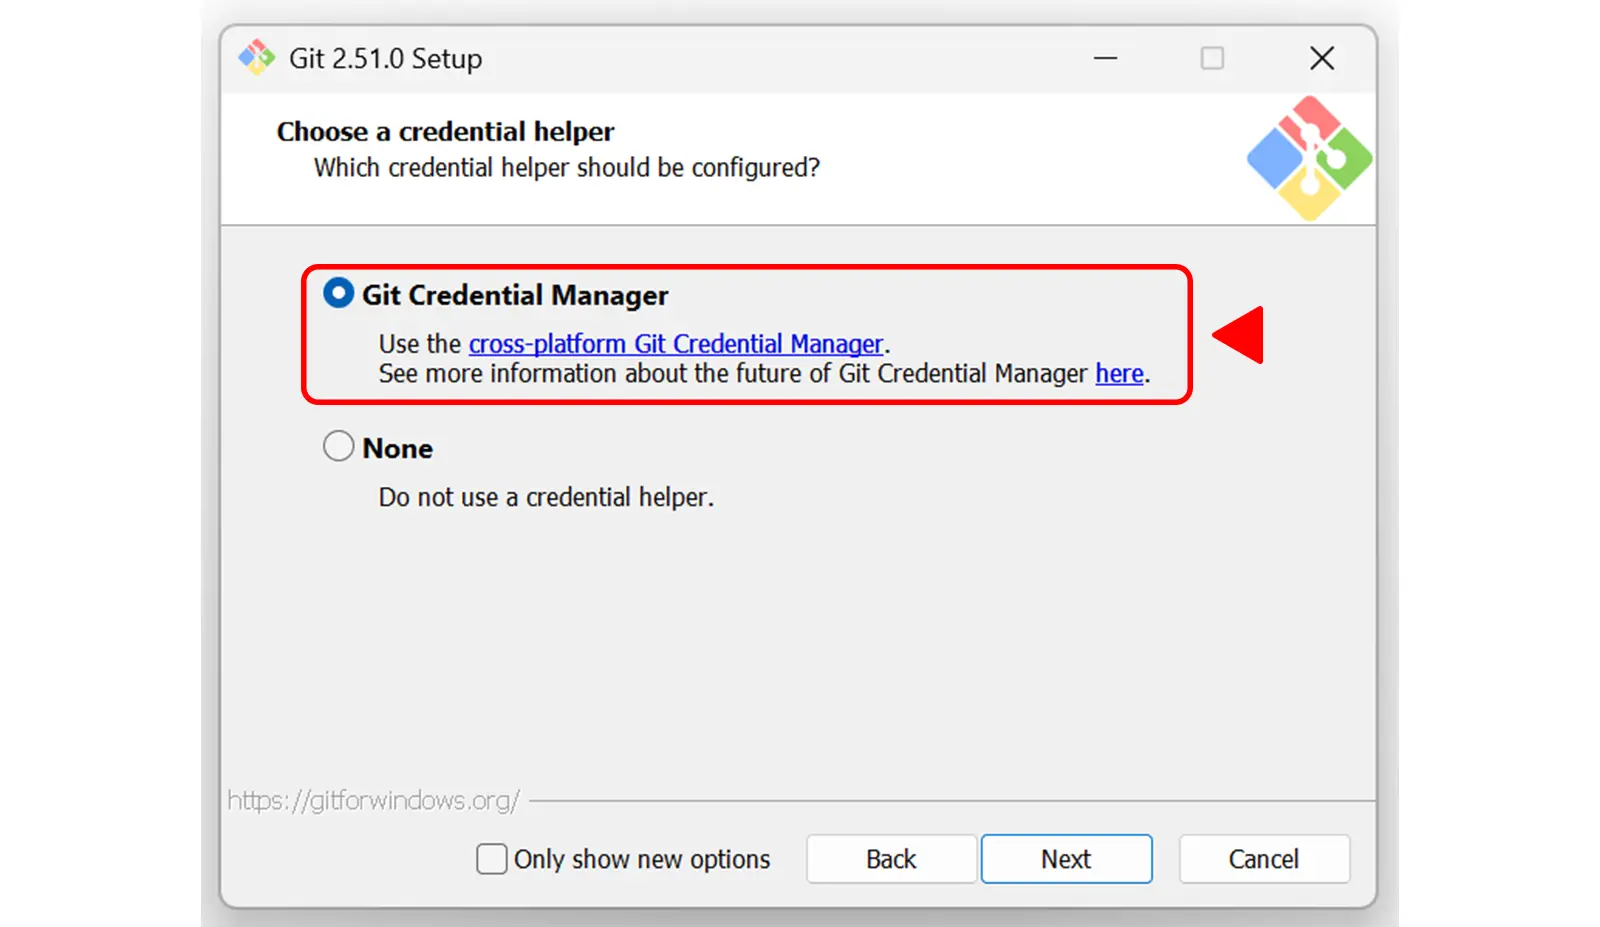 Git 2.51.0 Setup
Choose a credential helper
Which credential helper should be configured?
Git Credential Manager
Use the cross-platform Git Credential Manager.
See more information about the future of Git Credential Manager here.
None
Do not use a credential helper.
https://gitforwindows.org/
Only show new options
Back
Next
Cancel